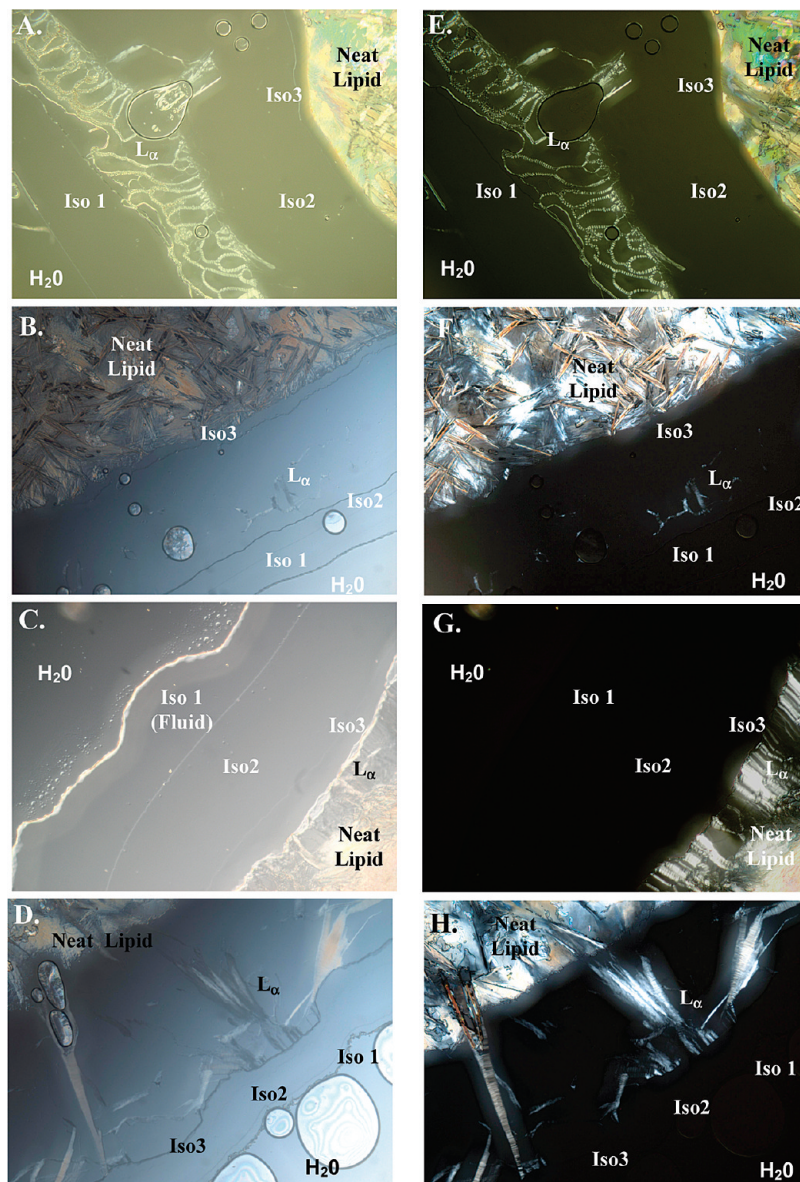 A.
Neat
Lipid
Iso3
Lα
Iso 1
Iso2
H20
E.
Neat
Lipid
Iso3
Lα
Iso 1
Iso2
H20
B.
Neat
Lipid
Iso3
Lα
Iso2
Iso 1
H20
F.
Neat
Lipid
Iso3
Lα
Iso2
Iso 1
H20
C.
H20
Iso 1
(Fluid)
Iso3
Iso2
Lα
Neat
Lipid
G.
H20
Iso 1
Iso3
Iso2
Lα
Neat
Lipid
D.
Neat Lipid
Lα
Iso 1
Iso2
Iso3
H20
H.
Neat
Lipid
Lα
Iso 1
Iso2
Iso3
H20